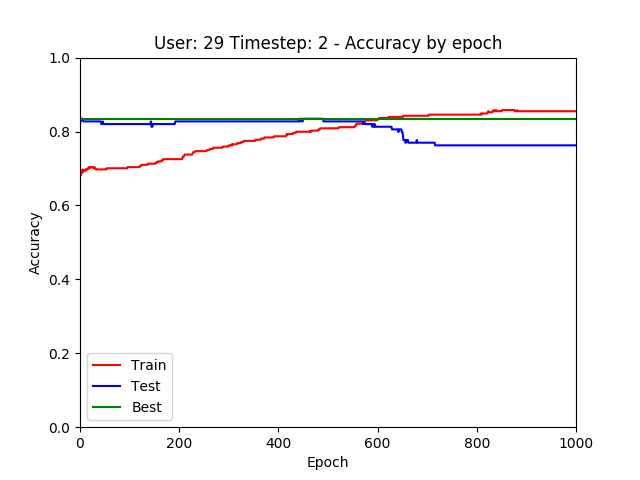 User: 29 Timestep: 2 - Accuracy by epoch
1.0
0.8
0.6
0.4
0.2
0.0
Accuracy
Train
Test
Best
0 200 400 600 800 1000
Epoch